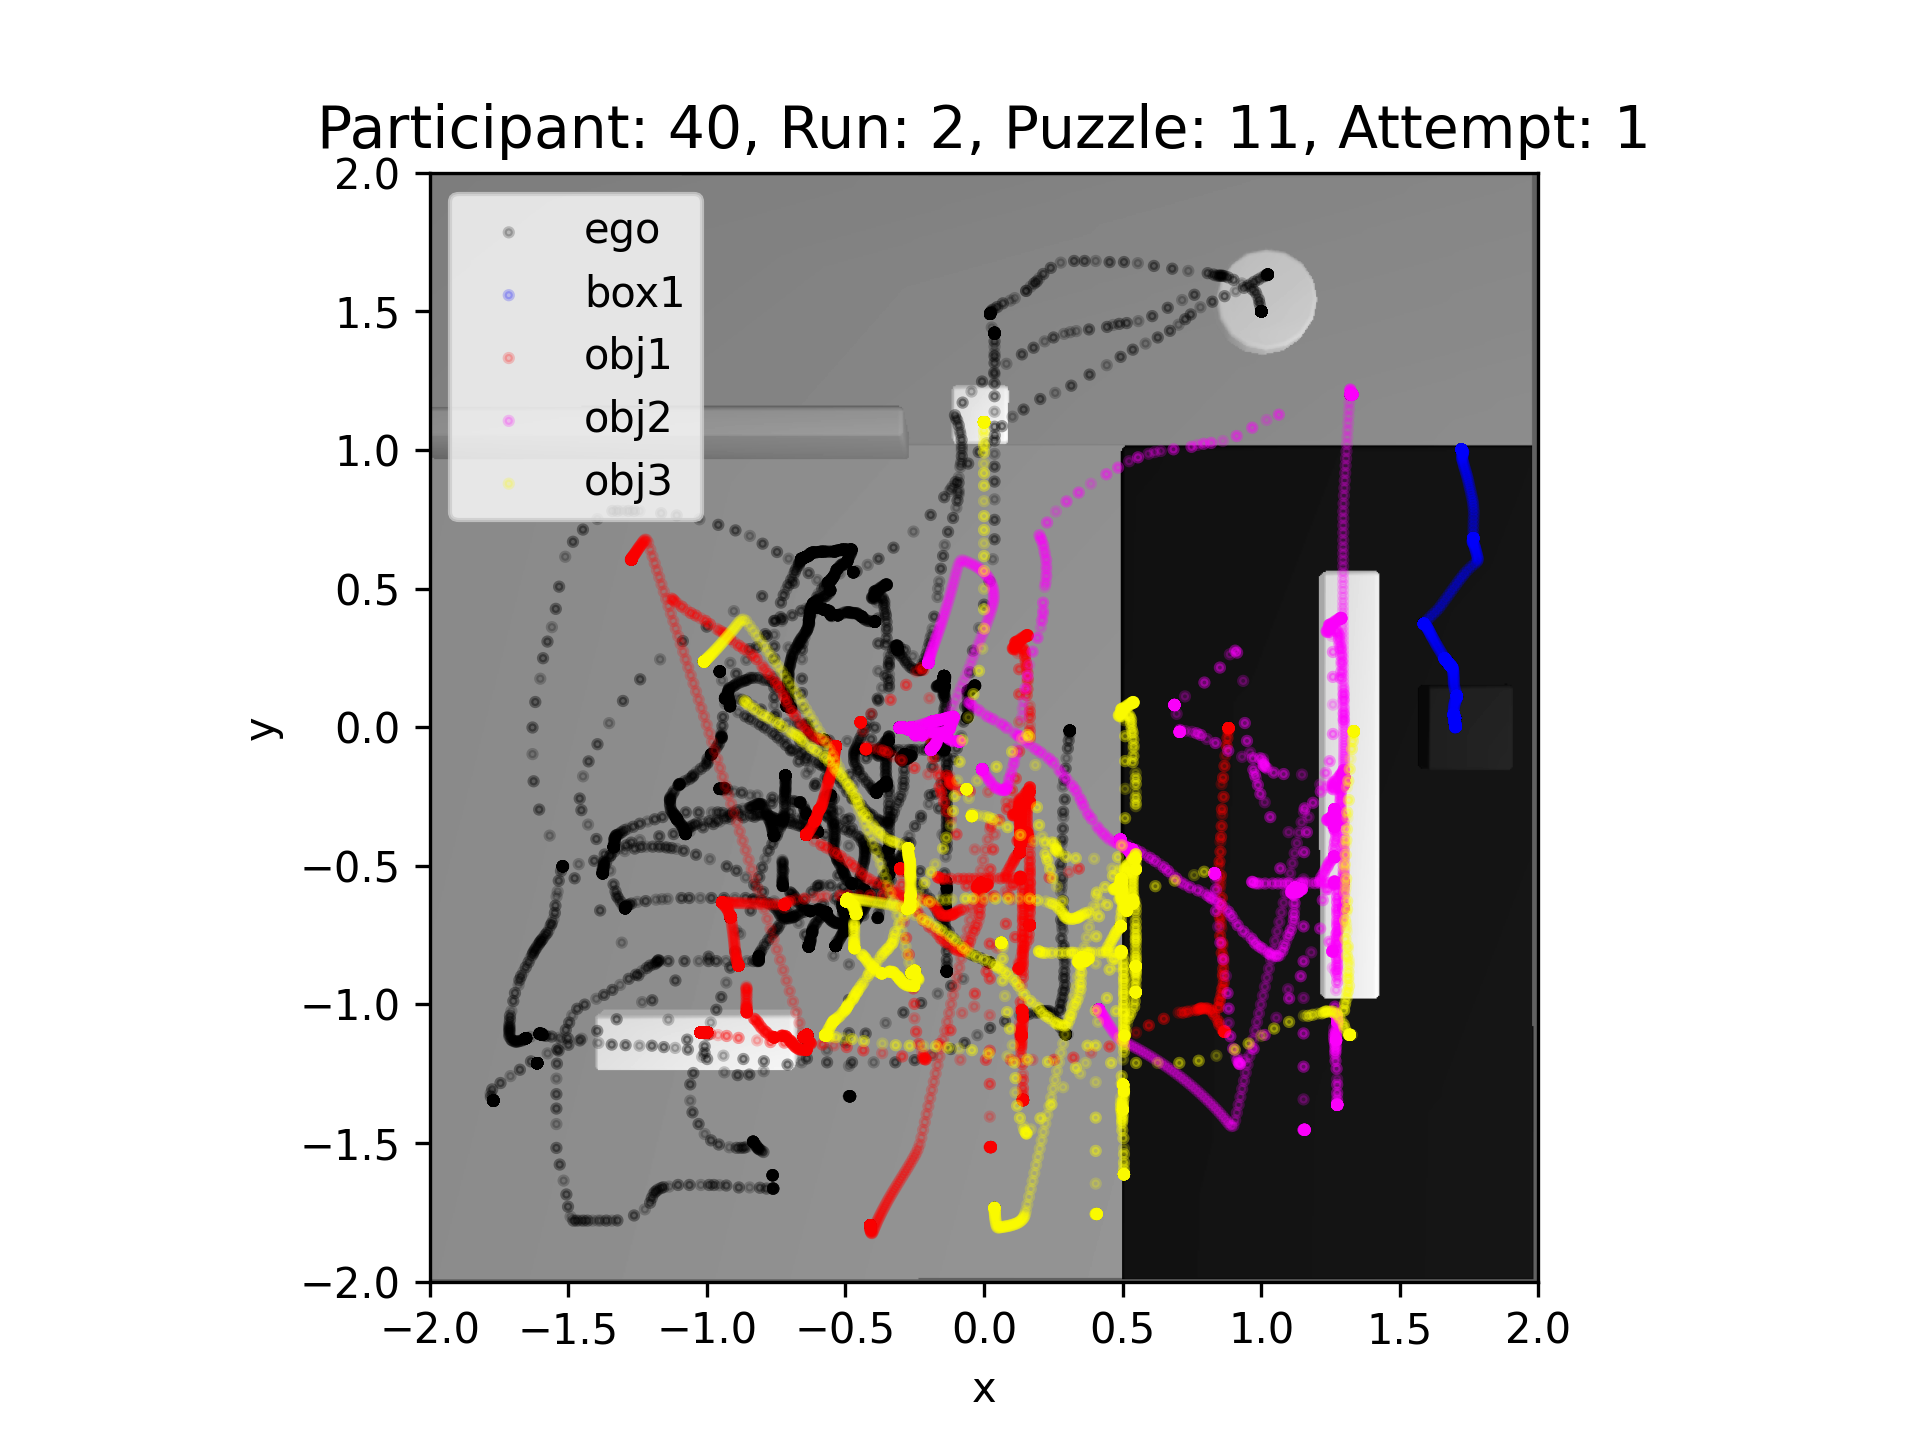 Participant: 40, Run: 2, Puzzle: 11, Attempt: 1
2.0
1.5
1.0
0.5
0.0
−0.5
−1.0
−1.5
−2.0
y
ego
box1
obj1
obj2
obj3
−2.0 −1.5 −1.0 −0.5 0.0 0.5 1.0 1.5 2.0
x